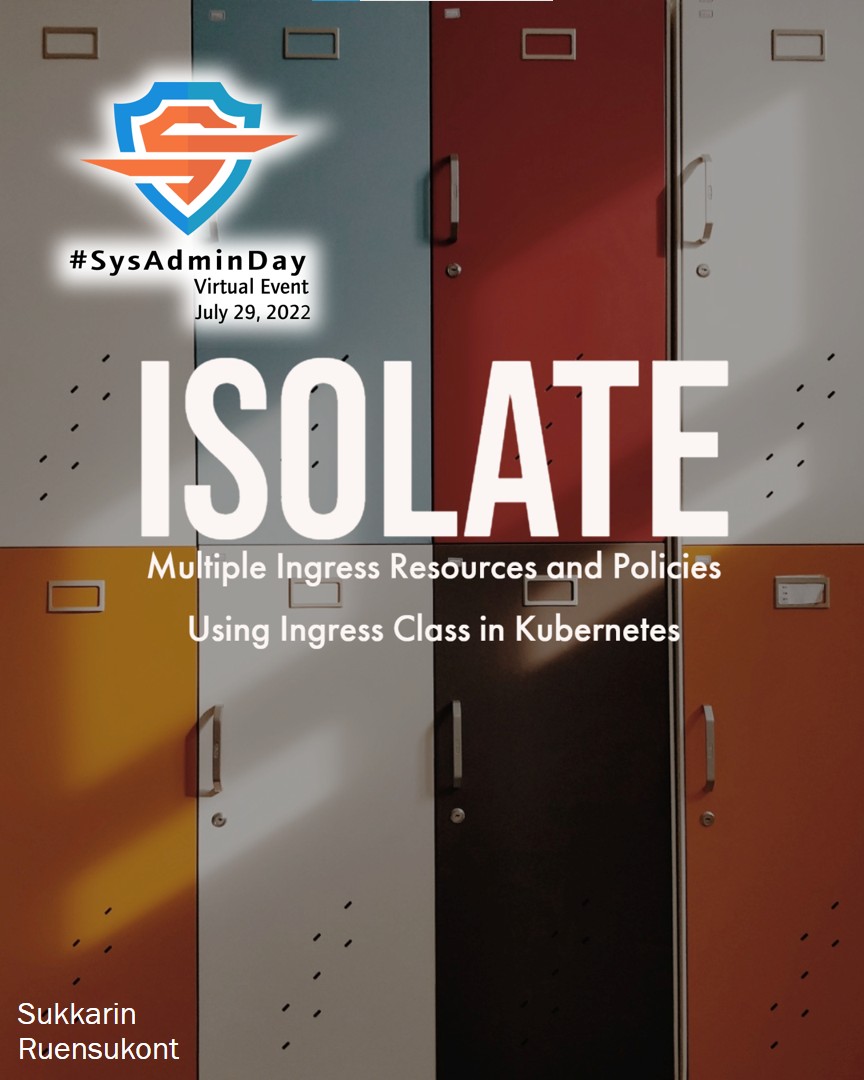 #SysAdminDay
Virtual Event
July 29, 2022
ISOLATE
Multiple Ingress Resources and Policies
Using Ingress Class in Kubernetes
Sukkarin
Ruensukont